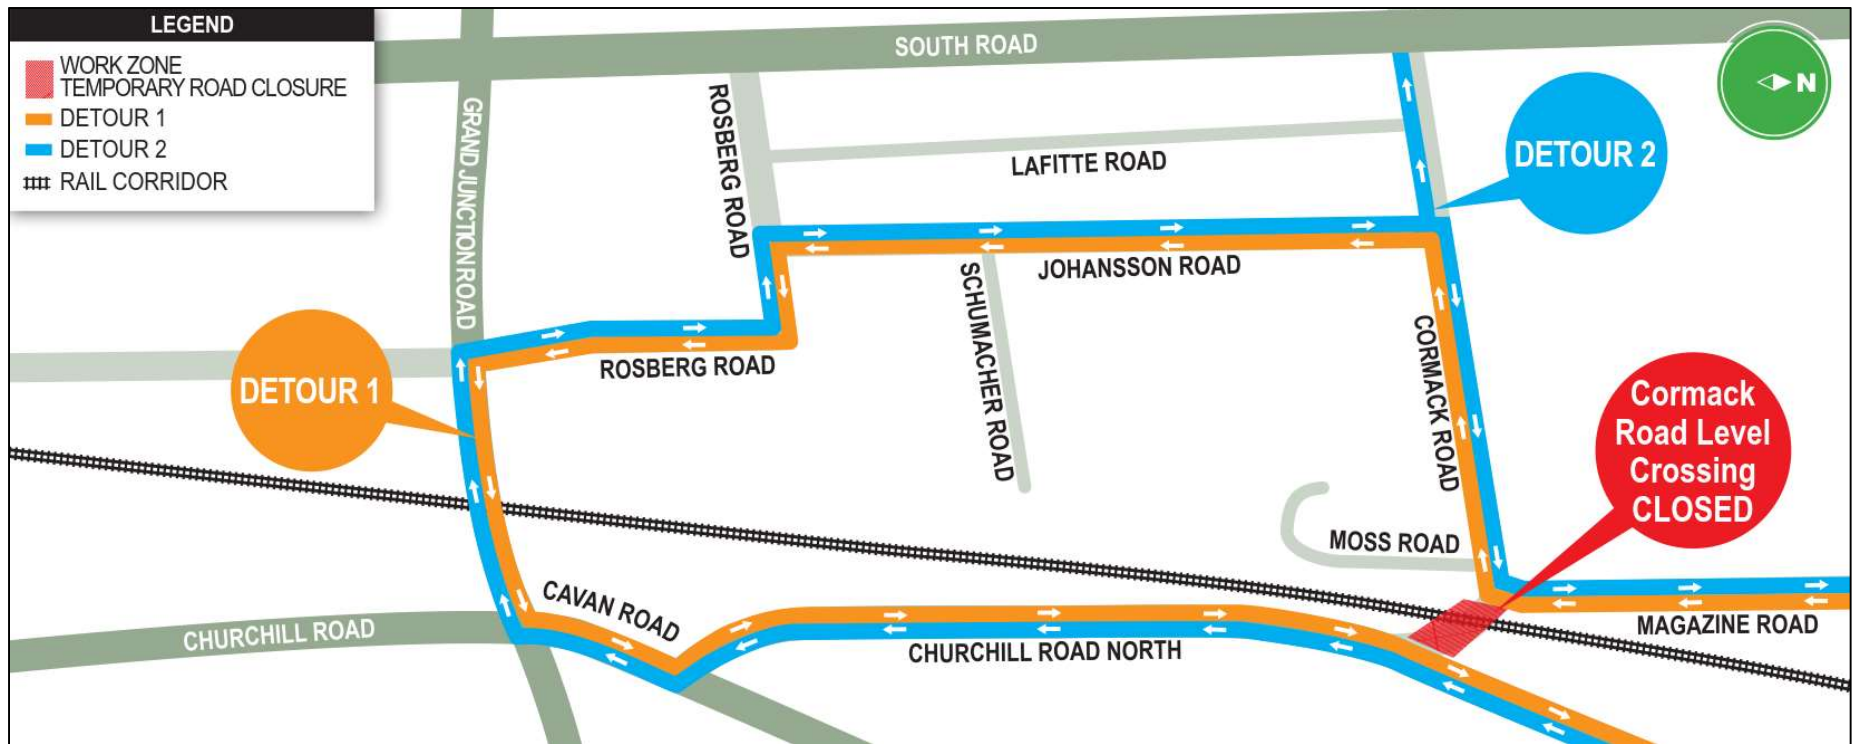 LEGEND
WORK ZONE
TEMPORARY ROAD CLOSURE
DETOUR 1
DETOUR 2
RAIL CORRIDOR
SOUTH ROAD
N
GRAND JUNCTION ROAD
ROSBERG ROAD
LAFITTE ROAD
DETOUR 2
JOHANSSON ROAD
SCHUMACHER ROAD
CORMACK ROAD
ROSBERG ROAD
DETOUR 1
Cormack
Road Level
Crossing
CLOSED
MOSS ROAD
CAVAN ROAD
CHURCHILL ROAD
CHURCHILL ROAD NORTH
MAGAZINE ROAD